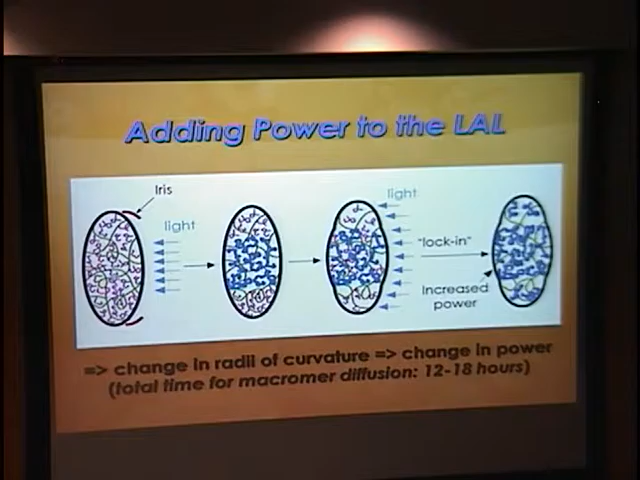 Adding Power to the LAL
Iris
light
light
"lock-in"
Increased
power
=> change in radii of curvature => change in power
(total time for macromer diffusion: 12-18 hours)